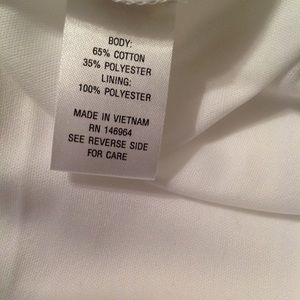 BODY:
65% COTTON
35% POLYESTER
LINING:
100% POLYESTER
MADE IN VIETNAM
RN 146964
SEE REVERSE SIDE
FOR CARE